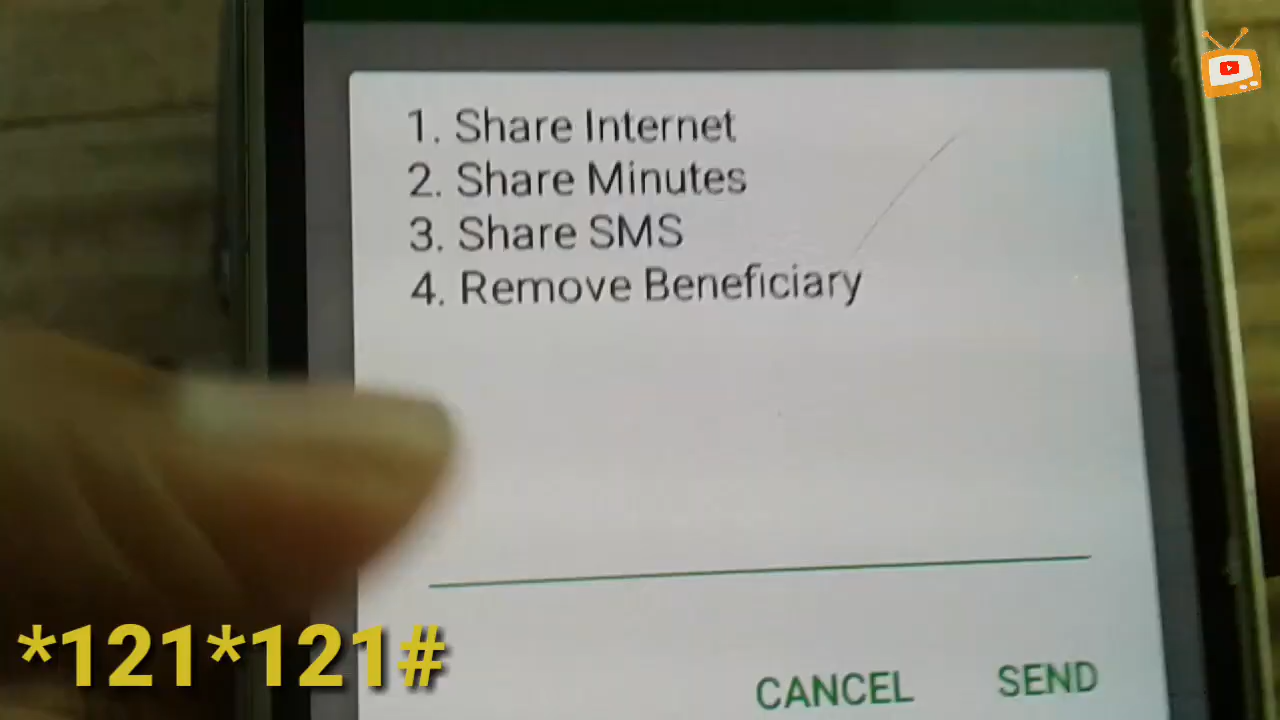 1. Share Internet
2. Share Minutes
3. Share SMS
4. Remove Beneficiary
CANCEL SEND
*121*121#